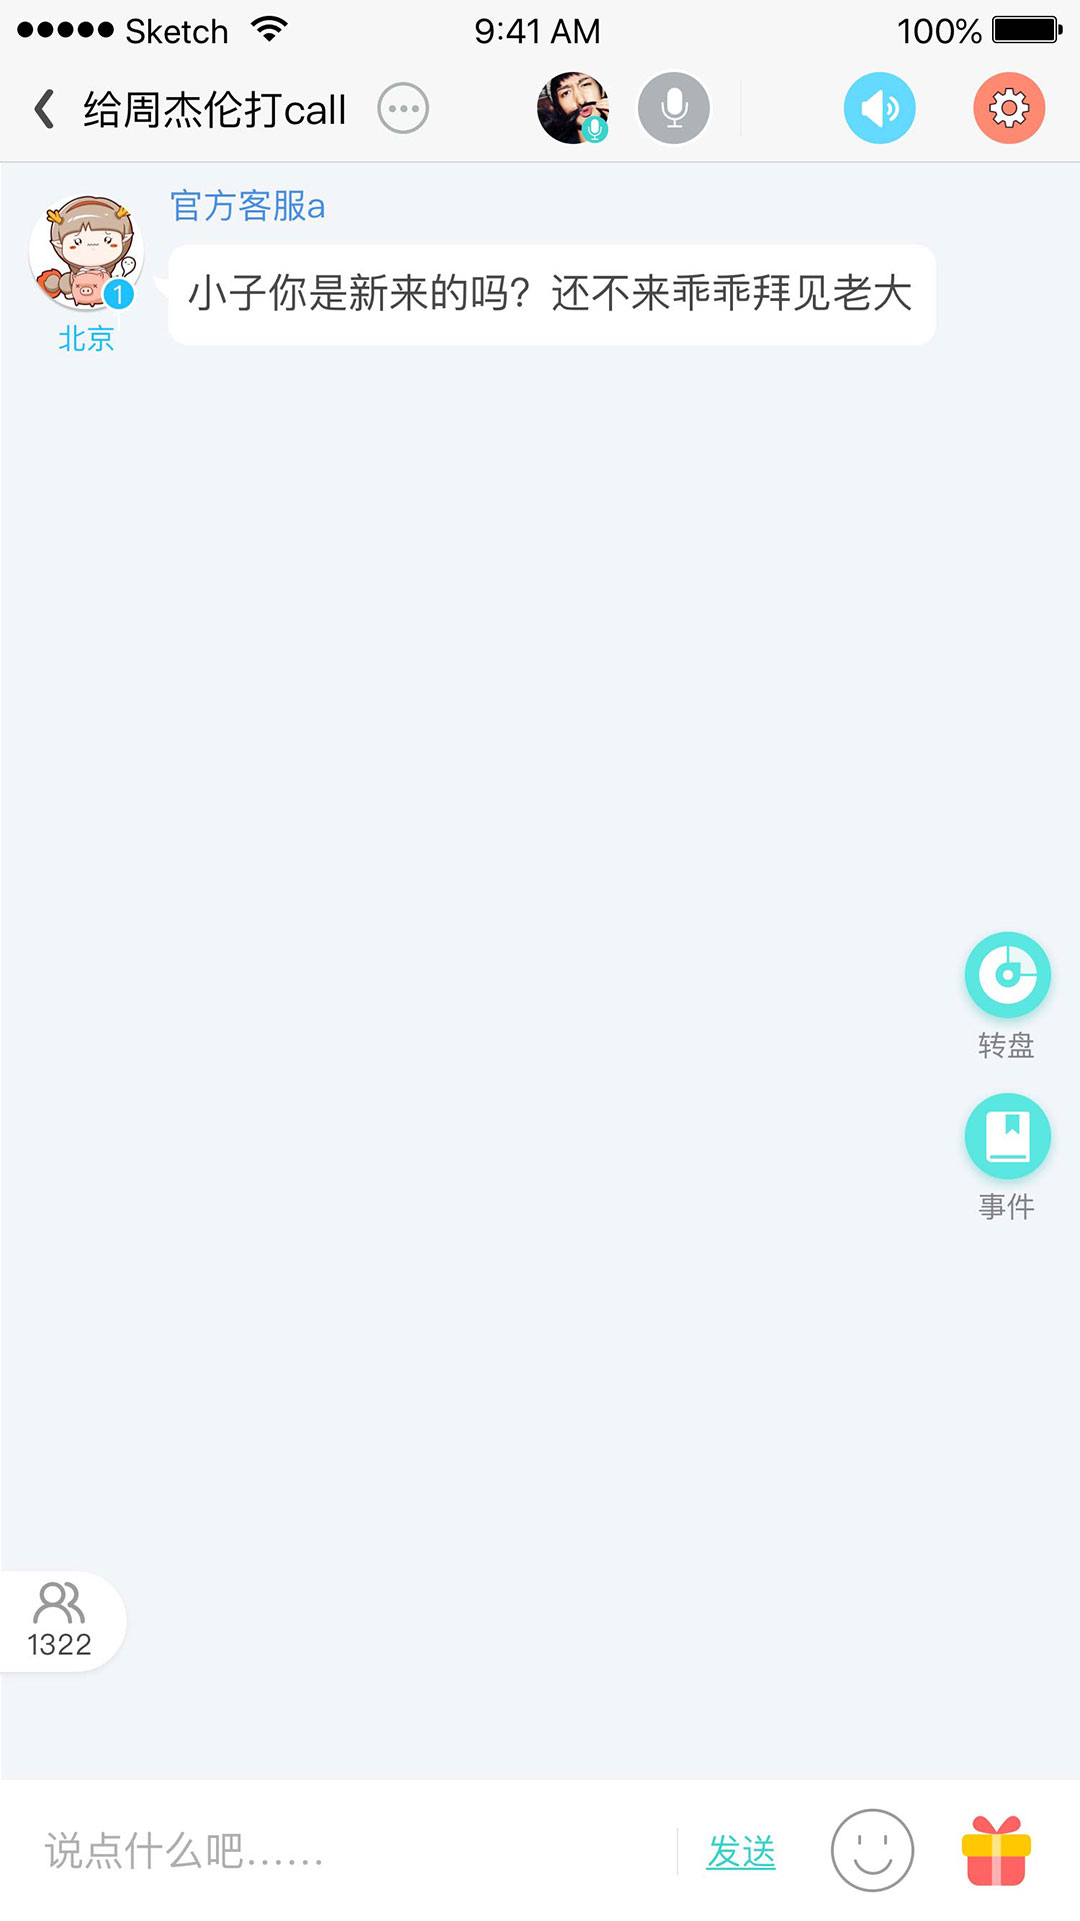 Sketch 9:41 AM 100%
给周杰伦打call
官方客服a
小子你是新来的吗？还不来乖乖拜见老大
1
北京
转盘
事件
1322
说点什么吧…… 发送